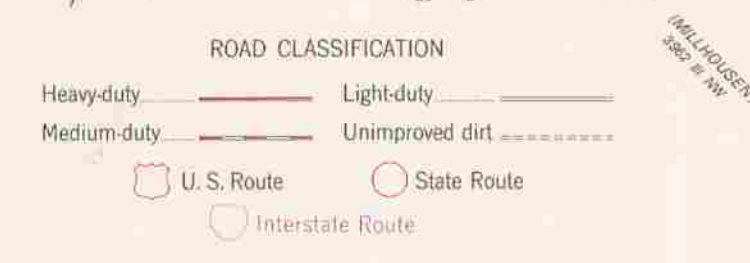 ROAD CLASSIFICATION
Heavy-duty Light-duty
Medium-duty Unimproved dirt
U. S. Route State Route
Interstate Route
(MILLHOUSEN
3962 III NW